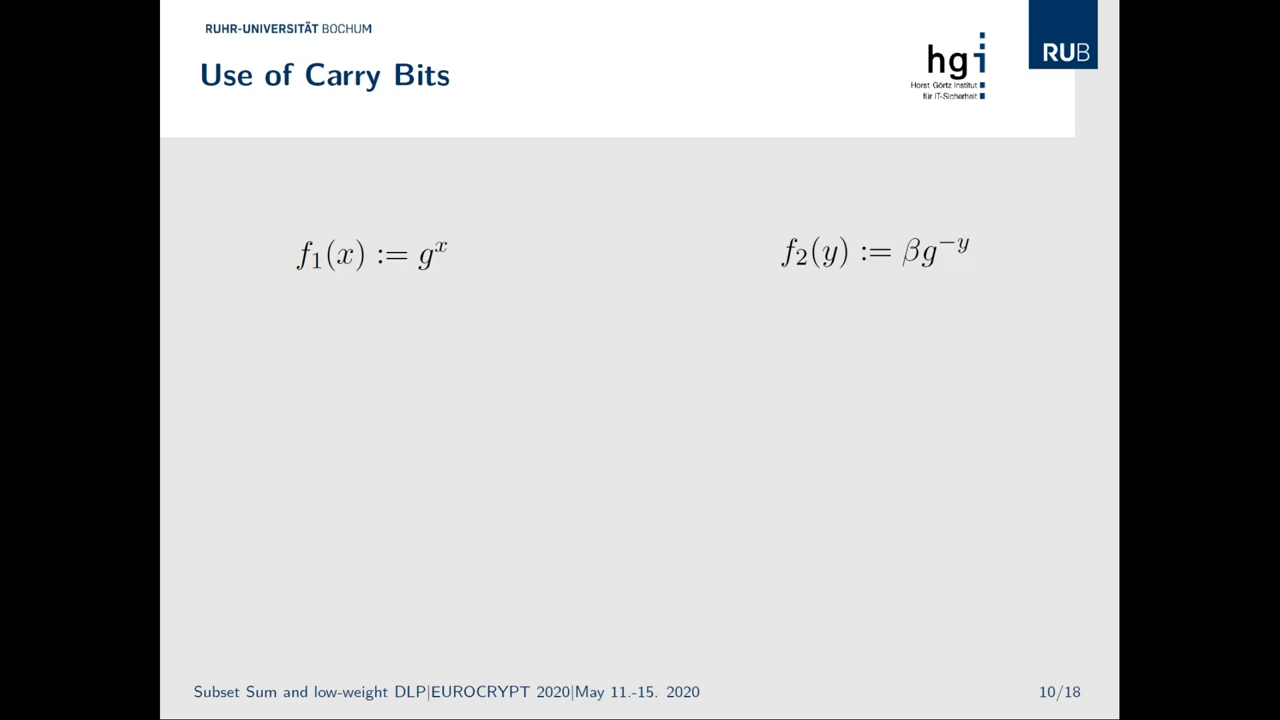 RUHR-UNIVERSITÄT BOCHUM
RUB
Use of Carry Bits
hgi
Horst Görtz Institut
für IT-Sicherheit
f₁(x) := gˣ
f₂(y) := βg⁻ʸ
Subset Sum and low-weight DLP|EUROCRYPT 2020|May 11.-15. 2020
10/18